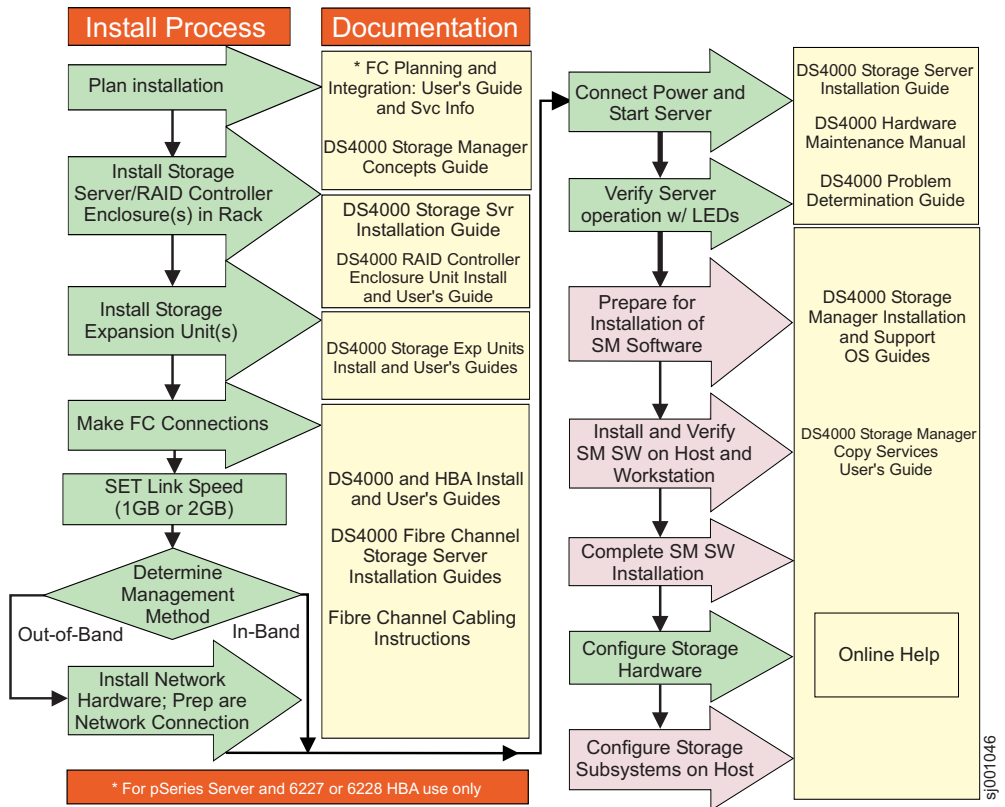 Install Process
Documentation
Plan installation
* FC Planning and
Integration: User's Guide
and Svc Info
DS4000 Storage Manager
Concepts Guide
Install Storage
Server/RAID Controller
Enclosure(s) in Rack
DS4000 Storage Svr
Installation Guide
DS4000 RAID Controller
Enclosure Unit Install
and User's Guide
Install Storage
Expansion Unit(s)
DS4000 Storage Exp Units
Install and User's Guides
Make FC Connections
SET Link Speed
(1GB or 2GB)
DS4000 and HBA Install
and User's Guides
DS4000 Fibre Channel
Storage Server
Installation Guides
Fibre Channel Cabling
Instructions
Determine
Management
Method
Out-of-Band
In-Band
Install Network
Hardware; Prep are
Network Connection
* For pSeries Server and 6227 or 6228 HBA use only
Connect Power and
Start Server
DS4000 Storage Server
Installation Guide
DS4000 Hardware
Maintenance Manual
DS4000 Problem
Determination Guide
Verify Server
operation w/ LEDs
Prepare for
Installation of
SM Software
DS4000 Storage
Manager Installation
and Support
OS Guides
Install and Verify
SM SW on Host and
Workstation
DS4000 Storage Manager
Copy Services
User's Guide
Complete SM SW
Installation
Configure Storage
Hardware
Online Help
Configure Storage
Subsystems on Host
sj001046